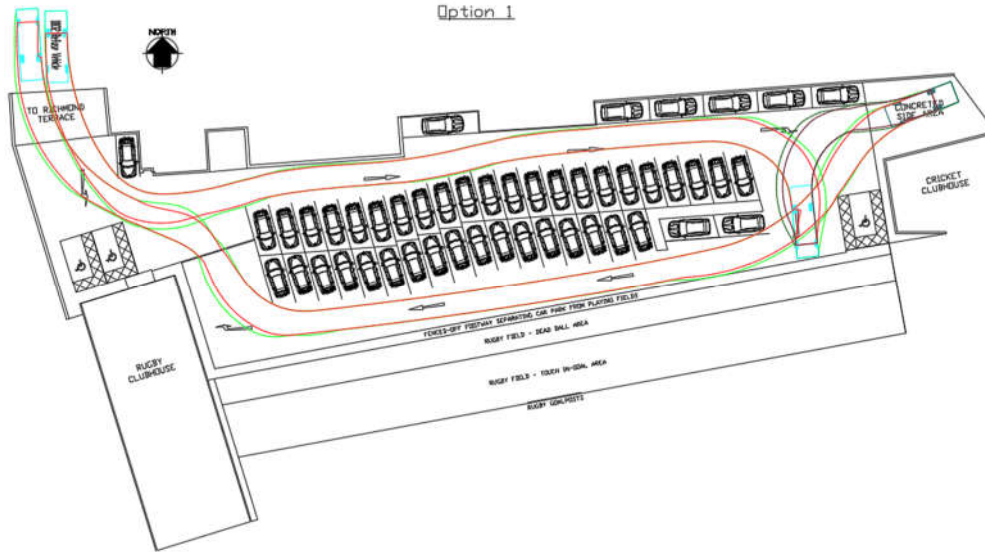 Option 1
NORTH
TO RICHMOND
TERRACE
CONCRETED
SIDE AREA
CRICKET
CLUBHOUSE
FENCED-OFF FOOTWAY SEPARATING CAR PARK FROM PLAYING FIELDS
RUGBY FIELD - DEAD BALL AREA
RUGBY
CLUBHOUSE
RUGBY FIELD - TOUCH IN-GOAL AREA
RUGBY GOALPOSTS